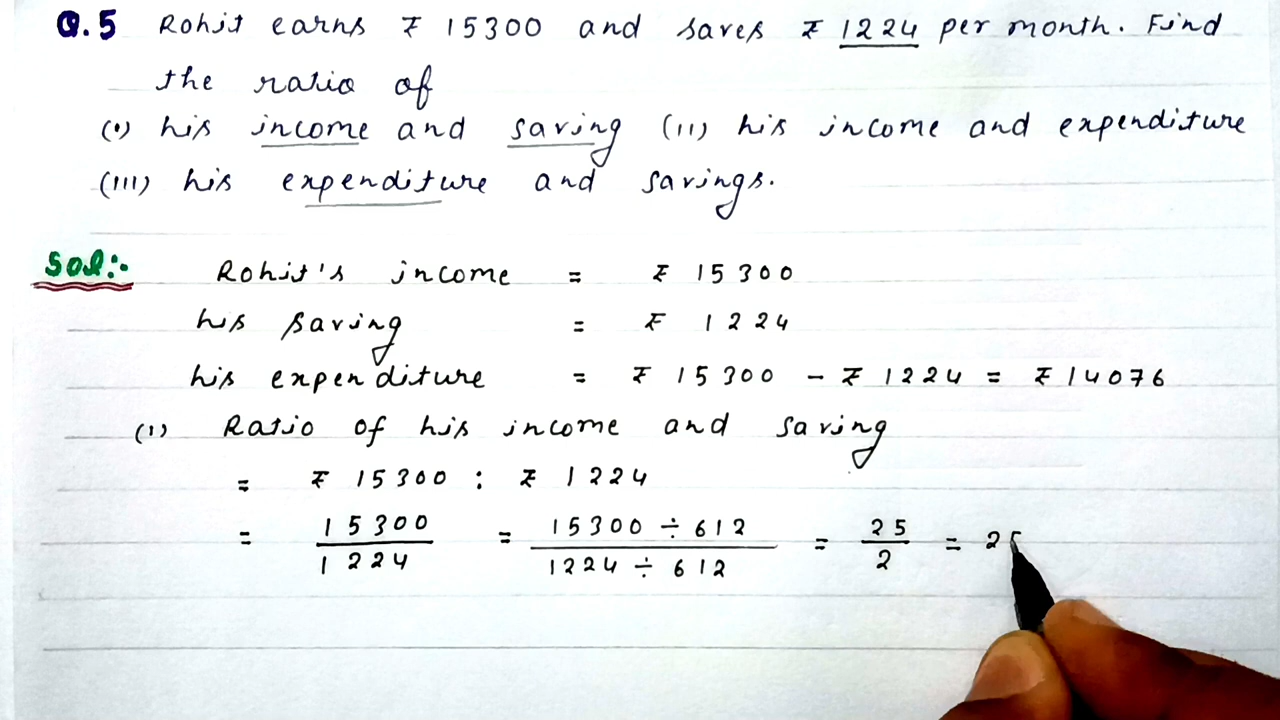 Q.5 Rohit earns ₹ 15300 and saves ₹ 1224 per month. Find
the ratio of
(i) his income and saving (ii) his income and expenditure
(iii) his expenditure and savings.
Sol:-
Rohit's income = ₹ 15300
his saving = ₹ 1224
his expenditure = ₹ 15300 - ₹ 1224 = ₹ 14076
(i) Ratio of his income and saving
= ₹ 15300 : ₹ 1224
= 15300/1224 = 15300 ÷ 612/1224 ÷ 612 = 25/2 = 25